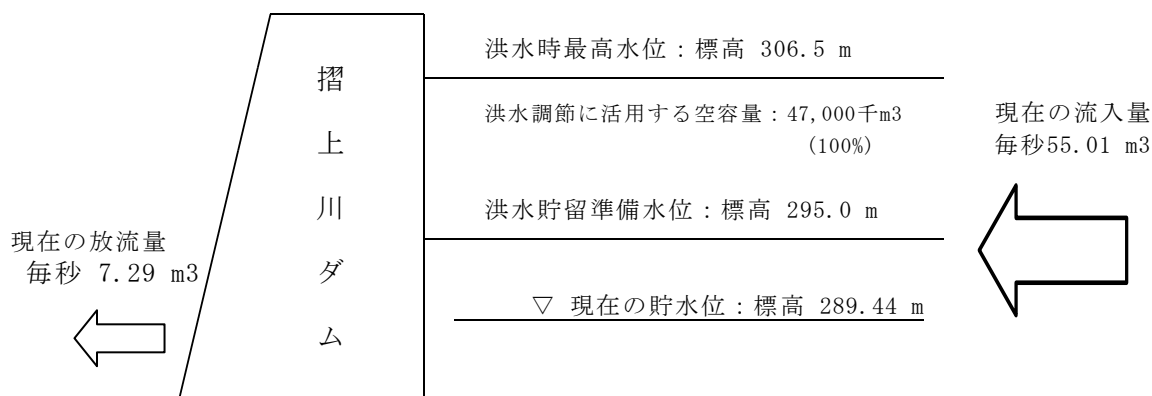 洪水時最高水位：標高 306.5 m
摺上川ダム
洪水調節に活用する空容量：47,000千m3
(100%)
現在の流入量
毎秒55.01 m3
洪水貯留準備水位：標高 295.0 m
現在の放流量
毎秒 7.29 m3
▽ 現在の貯水位：標高 289.44 m